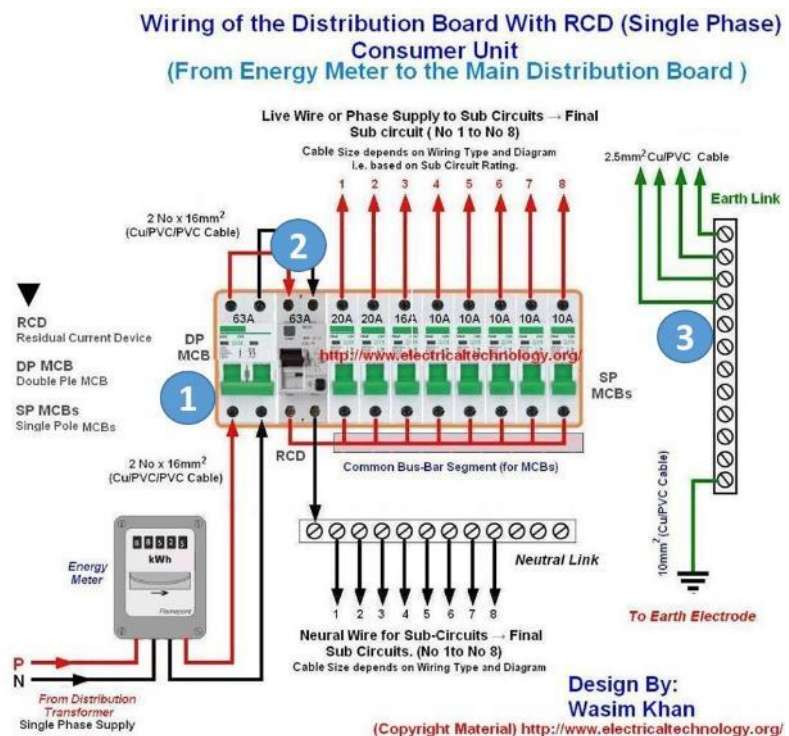 Wiring of the Distribution Board With RCD (Single Phase)
Consumer Unit
(From Energy Meter to the Main Distribution Board )
Live Wire or Phase Supply to Sub Circuits → Final
Sub circuit ( No 1 to No 8)
Cable Size depends on Wiring Type and Diagram
i.e. based on Sub Circuit Rating.
1 2 3 4 5 6 7 8
2.5mm² Cu/PVC Cable
Earth Link
2 No x 16mm²
(Cu/PVC/PVC Cable)
2
63A 63A 20A 20A 16A 10A 10A 10A 10A 10A
RCD
Residual Current Device
DP MCB
Double Ple MCB
SP MCBs
Single Pole MCBs
DP
MCB
http://www.electricaltechnology.org/
1
3
SP
MCBs
RCD
Common Bus-Bar Segment (for MCBs)
2 No x 16mm²
(Cu/PVC/PVC Cable)
Energy
Meter
kWh
Neutral Link
1 2 3 4 5 6 7 8
10mm² (Cu/PVC Cable)
To Earth Electrode
Neural Wire for Sub-Circuits → Final
Sub Circuits. (No 1to No 8)
Cable Size depends on Wiring Type and Diagram
P
N
From Distribution
Transformer
Single Phase Supply
Design By:
Wasim Khan
(Copyright Material) http://www.electricaltechnology.org/